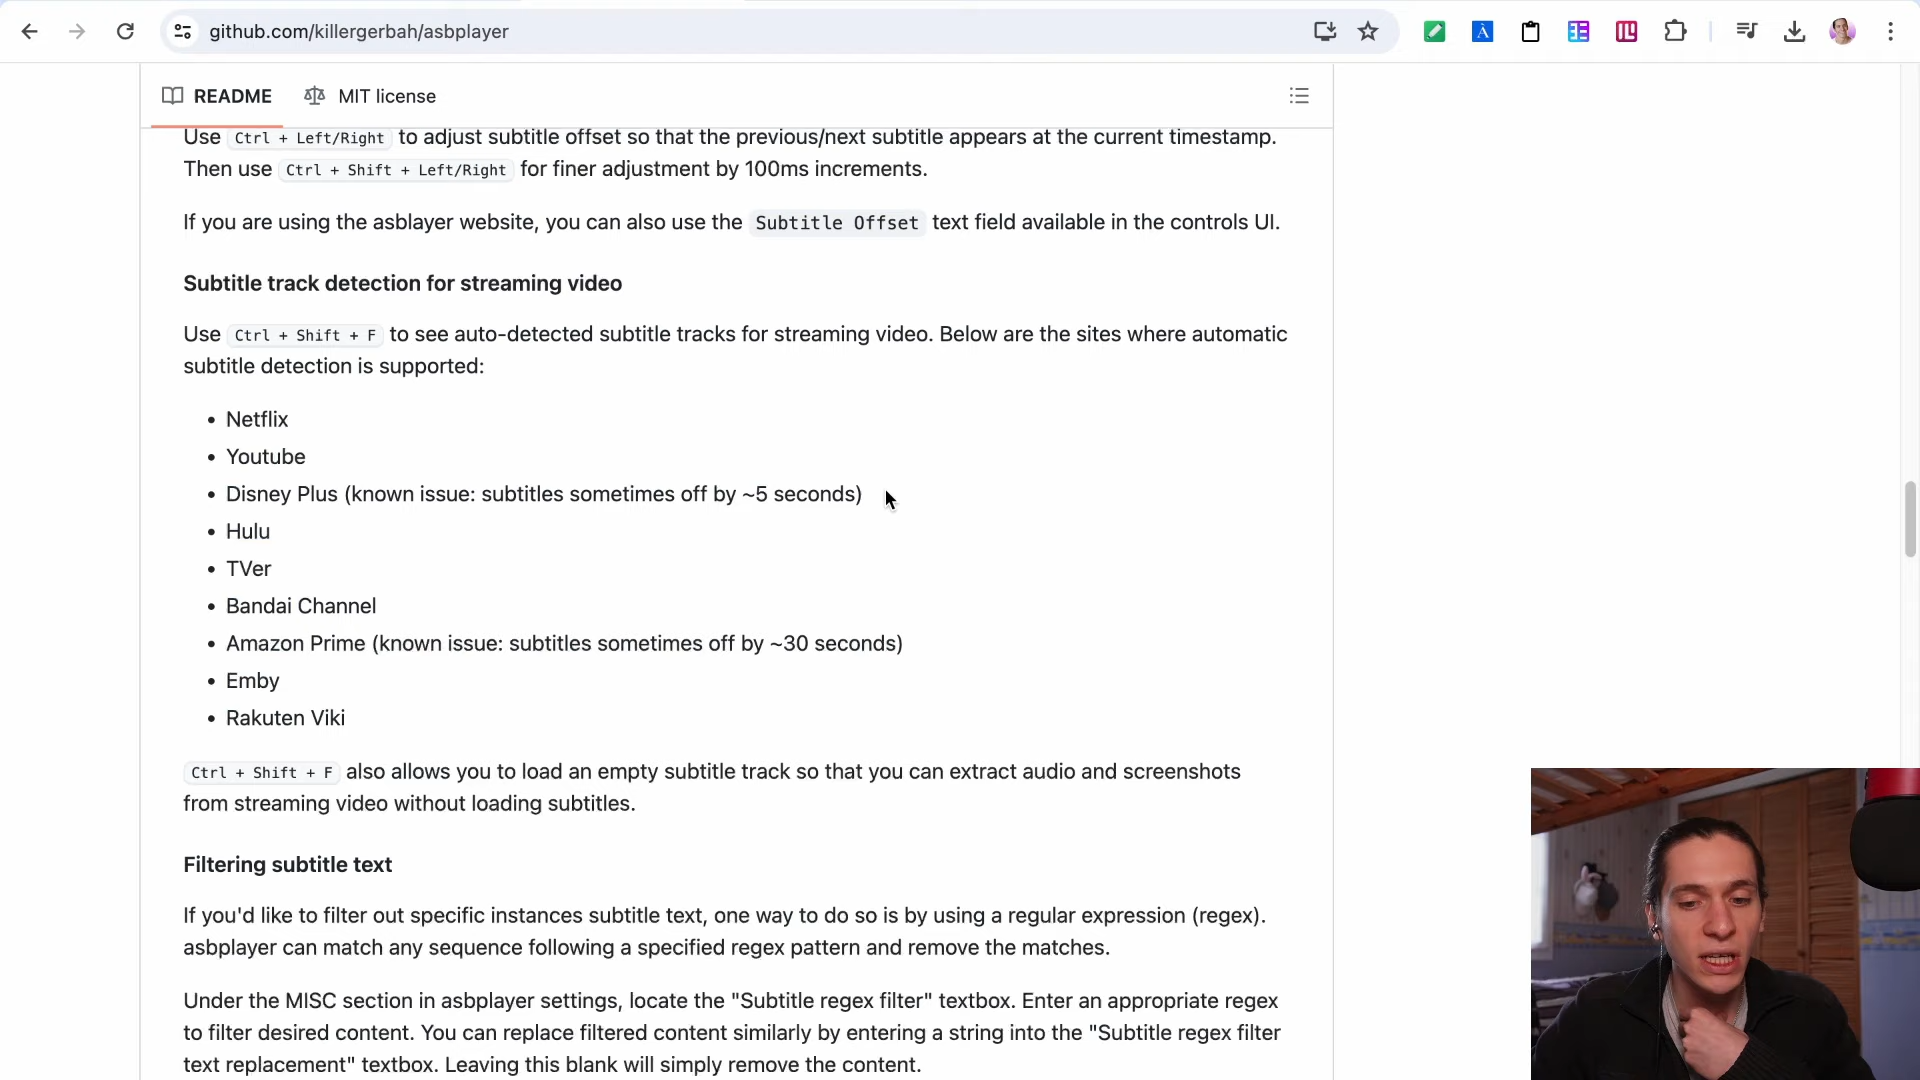 github.com/killergerbah/asbplayer
README
MIT license
Use Ctrl + Left/Right to adjust subtitle offset so that the previous/next subtitle appears at the current timestamp.
Then use Ctrl + Shift + Left/Right for finer adjustment by 100ms increments.
If you are using the asblayer website, you can also use the Subtitle Offset text field available in the controls UI.
Subtitle track detection for streaming video
Use Ctrl + Shift + F to see auto-detected subtitle tracks for streaming video. Below are the sites where automatic
subtitle detection is supported:
• Netflix
• Youtube
• Disney Plus (known issue: subtitles sometimes off by ~5 seconds)
• Hulu
• TVer
• Bandai Channel
• Amazon Prime (known issue: subtitles sometimes off by ~30 seconds)
• Emby
• Rakuten Viki
Ctrl + Shift + F also allows you to load an empty subtitle track so that you can extract audio and screenshots
from streaming video without loading subtitles.
Filtering subtitle text
If you'd like to filter out specific instances subtitle text, one way to do so is by using a regular expression (regex).
asbplayer can match any sequence following a specified regex pattern and remove the matches.
Under the MISC section in asbplayer settings, locate the "Subtitle regex filter" textbox. Enter an appropriate regex
to filter desired content. You can replace filtered content similarly by entering a string into the "Subtitle regex filter
text replacement" textbox. Leaving this blank will simply remove the content.